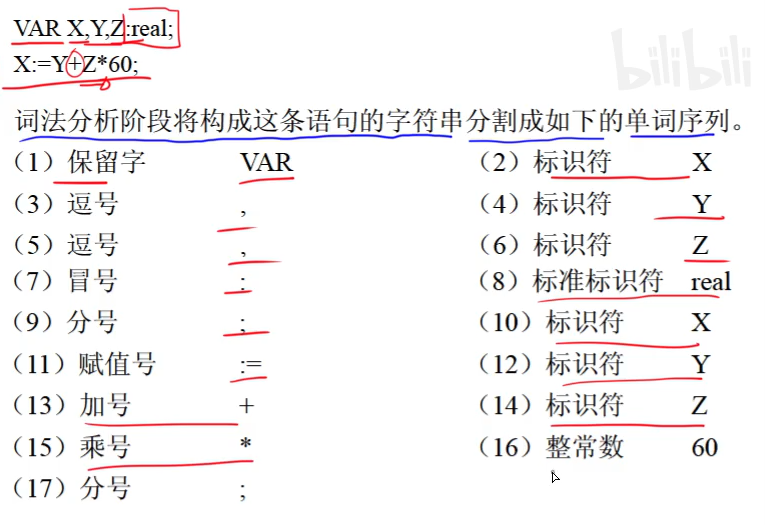 VAR X,Y,Z:real;
X:=Y+Z*60;
bilibili
词法分析阶段将构成这条语句的字符串分割成如下的单词序列。
（1）保留字 VAR （2）标识符 X
（3）逗号 , （4）标识符 Y
（5）逗号 , （6）标识符 Z
（7）冒号 : （8）标准标识符 real
（9）分号 ; （10）标识符 X
（11）赋值号 := （12）标识符 Y
（13）加号 + （14）标识符 Z
（15）乘号 * （16）整常数 60
（17）分号 ;